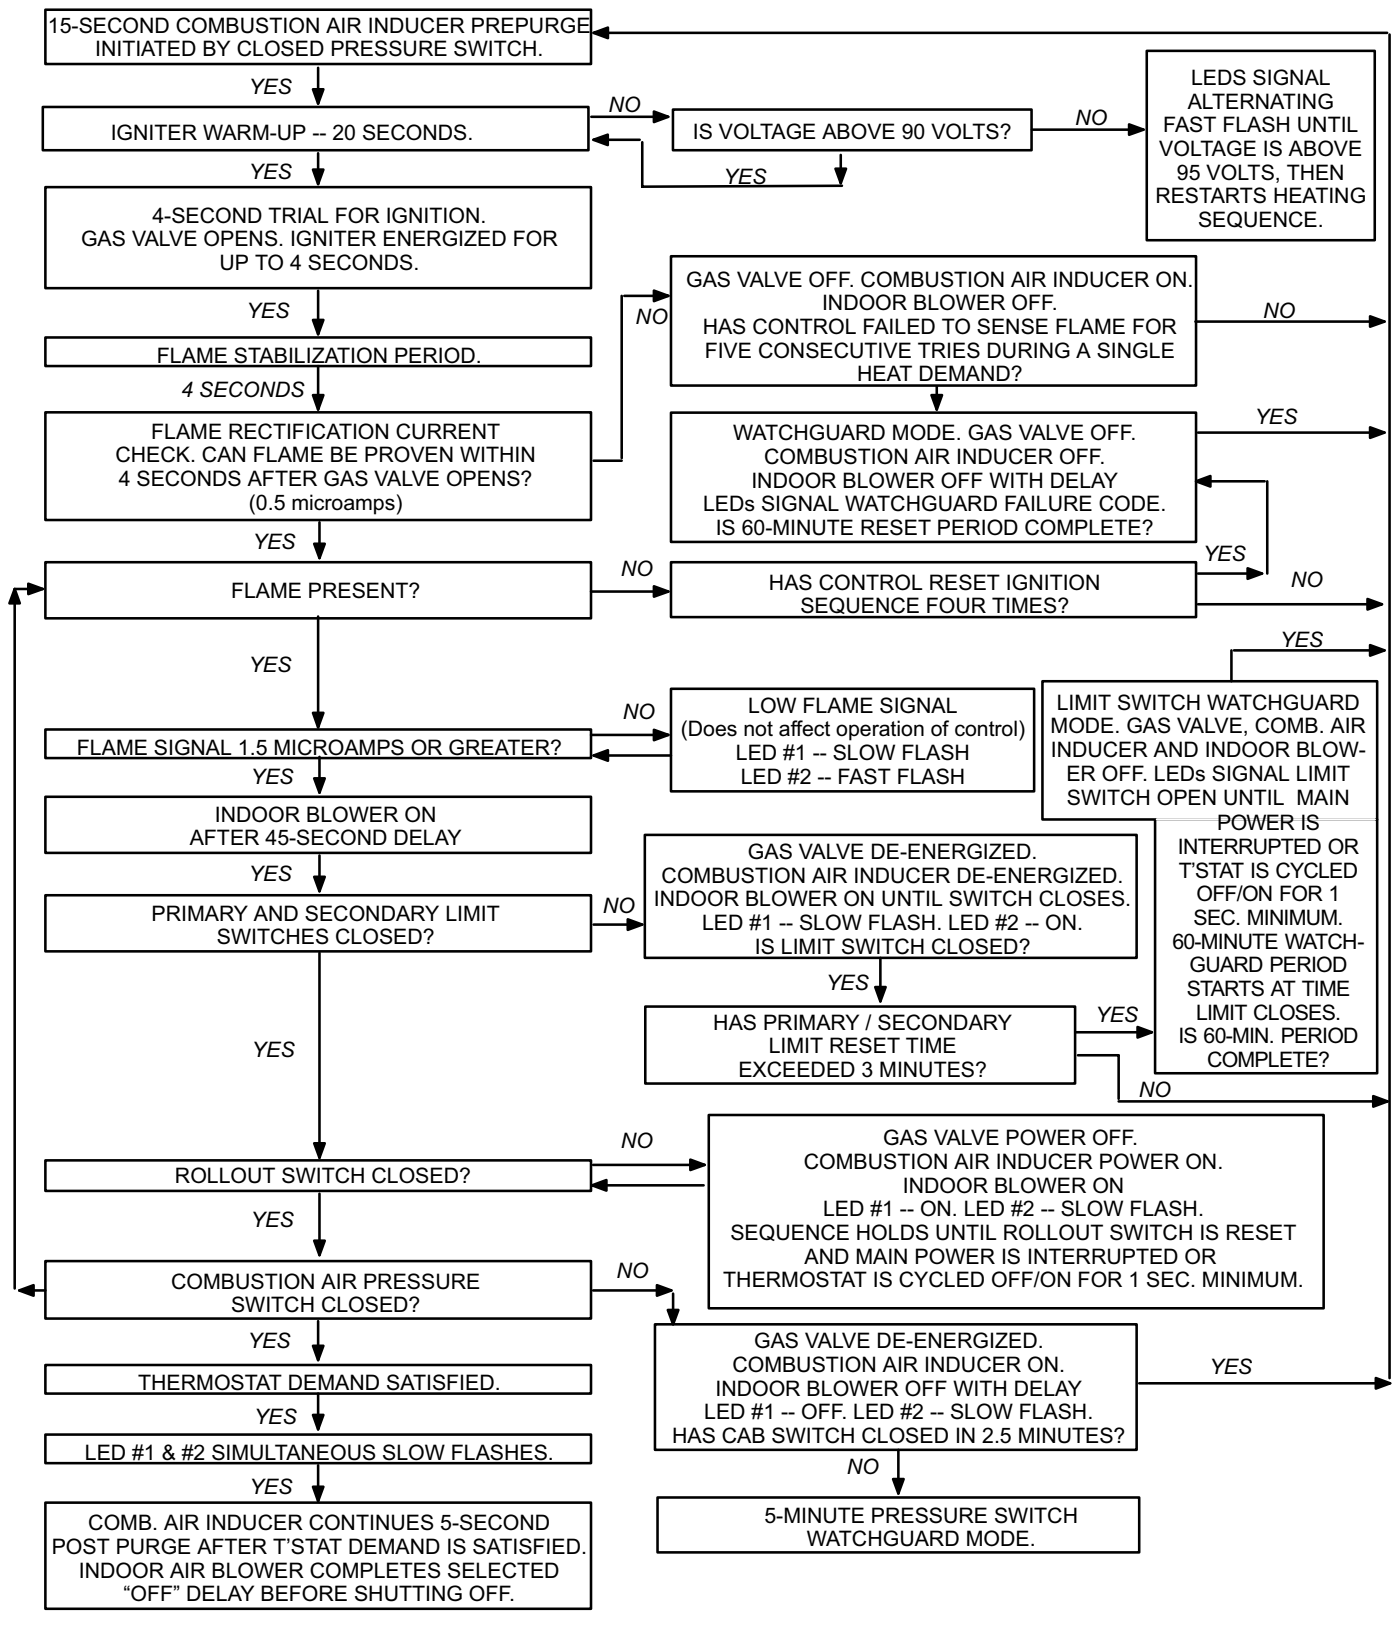 15-SECOND COMBUSTION AIR INDUCER PREPURGE
INITIATED BY CLOSED PRESSURE SWITCH.
YES
IGNITER WARM-UP -- 20 SECONDS.
NO
IS VOLTAGE ABOVE 90 VOLTS?
NO
YES
LEDS SIGNAL
ALTERNATING
FAST FLASH UNTIL
VOLTAGE IS ABOVE
95 VOLTS, THEN
RESTARTS HEATING
SEQUENCE.
YES
4-SECOND TRIAL FOR IGNITION.
GAS VALVE OPENS. IGNITER ENERGIZED FOR
UP TO 4 SECONDS.
YES
FLAME STABILIZATION PERIOD.
4 SECONDS
FLAME RECTIFICATION CURRENT
CHECK. CAN FLAME BE PROVEN WITHIN
4 SECONDS AFTER GAS VALVE OPENS?
(0.5 microamps)
NO
GAS VALVE OFF. COMBUSTION AIR INDUCER ON.
INDOOR BLOWER OFF.
HAS CONTROL FAILED TO SENSE FLAME FOR
FIVE CONSECUTIVE TRIES DURING A SINGLE
HEAT DEMAND?
NO
WATCHGUARD MODE. GAS VALVE OFF.
COMBUSTION AIR INDUCER OFF.
INDOOR BLOWER OFF WITH DELAY
LEDs SIGNAL WATCHGUARD FAILURE CODE.
IS 60-MINUTE RESET PERIOD COMPLETE?
YES
YES
FLAME PRESENT?
NO
HAS CONTROL RESET IGNITION
SEQUENCE FOUR TIMES?
YES
NO
YES
FLAME SIGNAL 1.5 MICROAMPS OR GREATER?
NO
LOW FLAME SIGNAL
(Does not affect operation of control)
LED #1 -- SLOW FLASH
LED #2 -- FAST FLASH
YES
LIMIT SWITCH WATCHGUARD
MODE. GAS VALVE, COMB. AIR
INDUCER AND INDOOR BLOW-
ER OFF. LEDs SIGNAL LIMIT
SWITCH OPEN UNTIL MAIN
POWER IS
INTERRUPTED OR
T'STAT IS CYCLED
OFF/ON FOR 1
SEC. MINIMUM.
60-MINUTE WATCH-
GUARD PERIOD
STARTS AT TIME
LIMIT CLOSES.
IS 60-MIN. PERIOD
COMPLETE?
YES
INDOOR BLOWER ON
AFTER 45-SECOND DELAY
YES
PRIMARY AND SECONDARY LIMIT
SWITCHES CLOSED?
NO
GAS VALVE DE-ENERGIZED.
COMBUSTION AIR INDUCER DE-ENERGIZED.
INDOOR BLOWER ON UNTIL SWITCH CLOSES.
LED #1 -- SLOW FLASH. LED #2 -- ON.
IS LIMIT SWITCH CLOSED?
YES
HAS PRIMARY / SECONDARY
LIMIT RESET TIME
EXCEEDED 3 MINUTES?
YES
NO
YES
ROLLOUT SWITCH CLOSED?
NO
GAS VALVE POWER OFF.
COMBUSTION AIR INDUCER POWER ON.
INDOOR BLOWER ON
LED #1 -- ON. LED #2 -- SLOW FLASH.
SEQUENCE HOLDS UNTIL ROLLOUT SWITCH IS RESET
AND MAIN POWER IS INTERRUPTED OR
THERMOSTAT IS CYCLED OFF/ON FOR 1 SEC. MINIMUM.
YES
COMBUSTION AIR PRESSURE
SWITCH CLOSED?
NO
GAS VALVE DE-ENERGIZED.
COMBUSTION AIR INDUCER ON.
INDOOR BLOWER OFF WITH DELAY
LED #1 -- OFF. LED #2 -- SLOW FLASH.
HAS CAB SWITCH CLOSED IN 2.5 MINUTES?
YES
NO
5-MINUTE PRESSURE SWITCH
WATCHGUARD MODE.
YES
THERMOSTAT DEMAND SATISFIED.
YES
LED #1 & #2 SIMULTANEOUS SLOW FLASHES.
YES
COMB. AIR INDUCER CONTINUES 5-SECOND
POST PURGE AFTER T'STAT DEMAND IS SATISFIED.
INDOOR AIR BLOWER COMPLETES SELECTED
“OFF” DELAY BEFORE SHUTTING OFF.